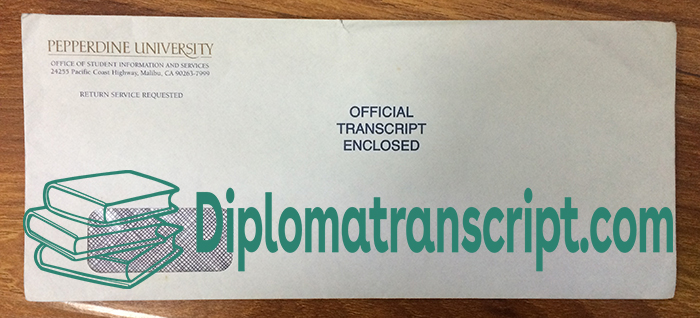 PEPPERDINE UNIVERSITY
OFFICE OF STUDENT INFORMATION AND SERVICES
24255 Pacific Coast Highway, Malibu, CA 90263-7999
RETURN SERVICE REQUESTED
OFFICIAL
TRANSCRIPT
ENCLOSED
Diplomatranscript.com